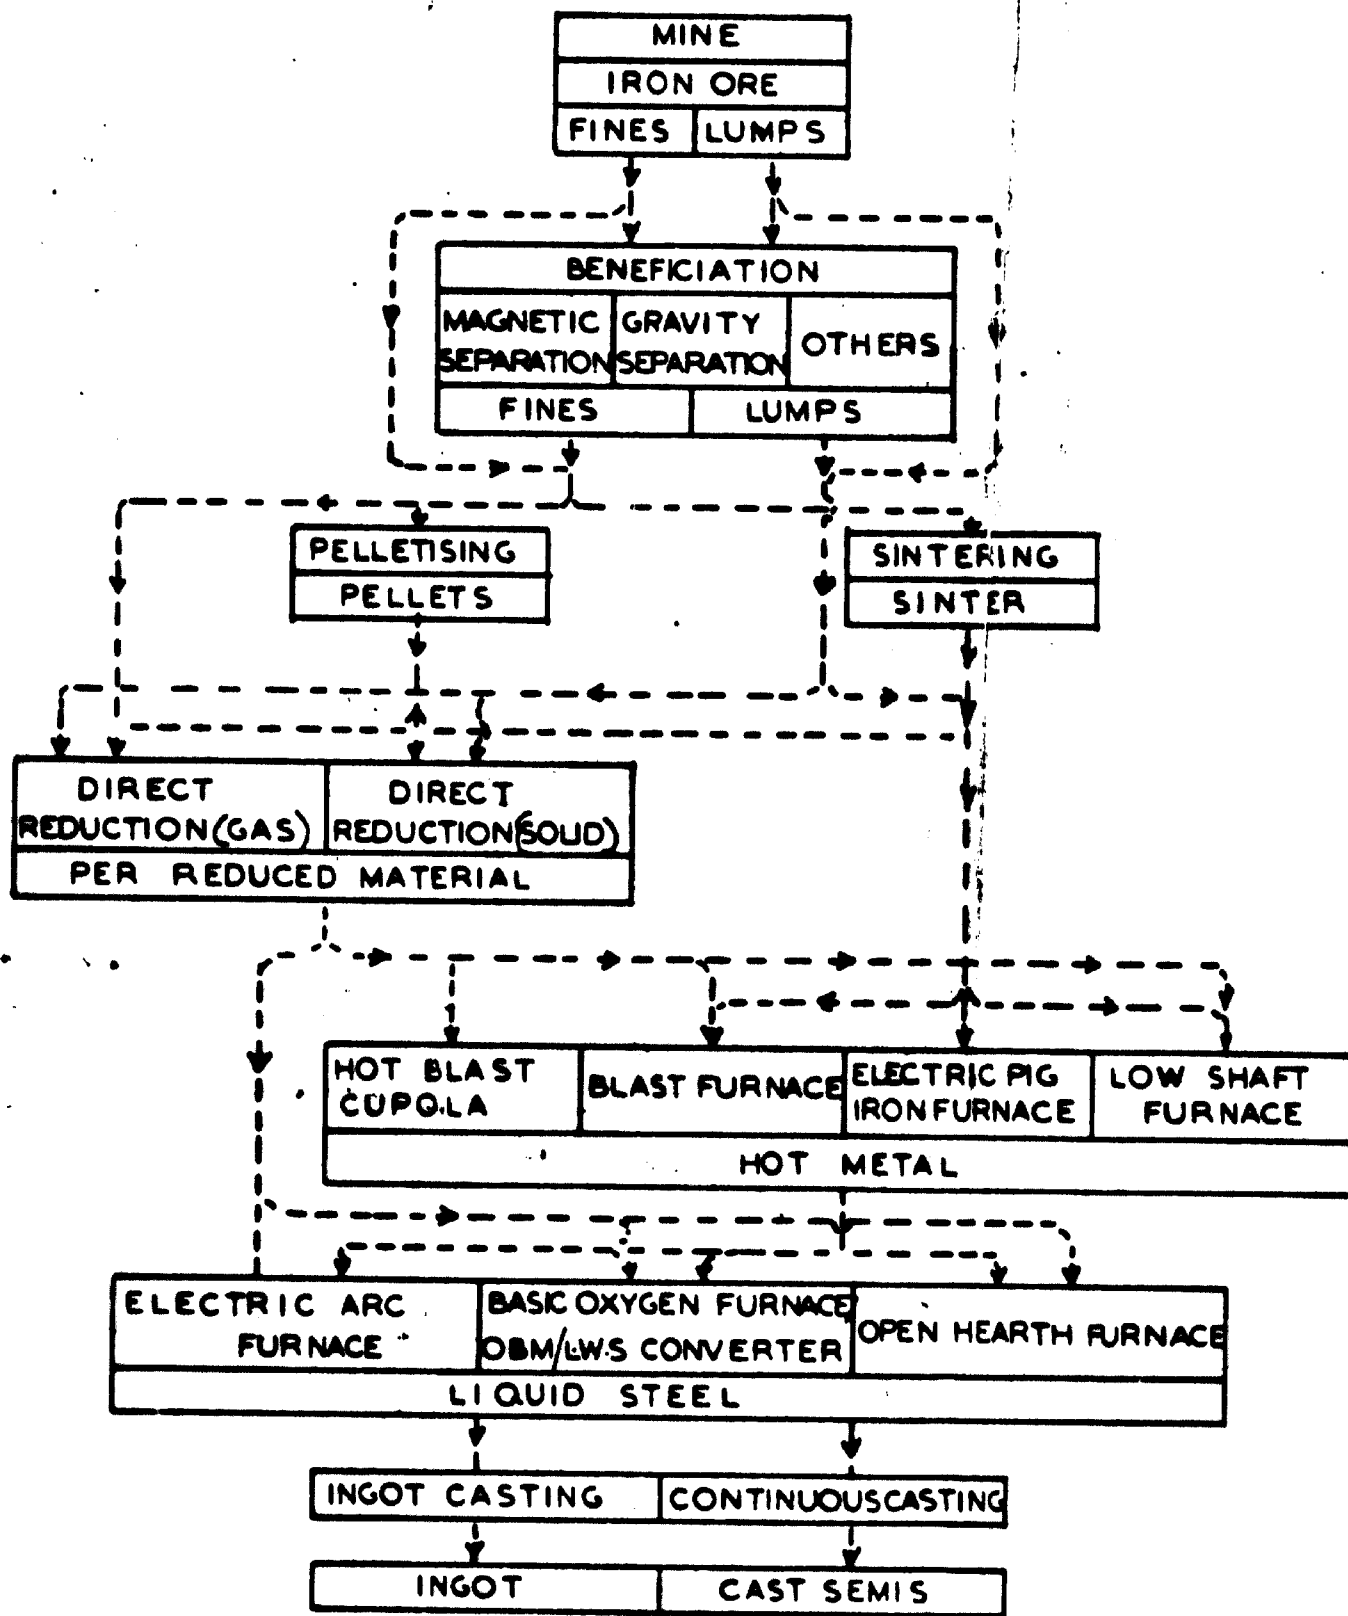 MINE
IRON ORE
FINES LUMPS
BENEFICIATION
MAGNETIC SEPARATION
GRAVITY SEPARATION
OTHERS
FINES LUMPS
PELLETISING
PELLETS
SINTERING
SINTER
DIRECT
REDUCTION(GAS)
DIRECT
REDUCTION(SOLID)
PER REDUCED MATERIAL
HOT BLAST
CUPOLA
BLAST FURNACE
ELECTRIC PIG
IRON FURNACE
LOW SHAFT
FURNACE
HOT METAL
ELECTRIC ARC
FURNACE
BASIC OXYGEN FURNACE
OBM/L.W.S CONVERTER
OPEN HEARTH FURNACE
LIQUID STEEL
INGOT CASTING
CONTINUOUS CASTING
INGOT
CAST SEMIS